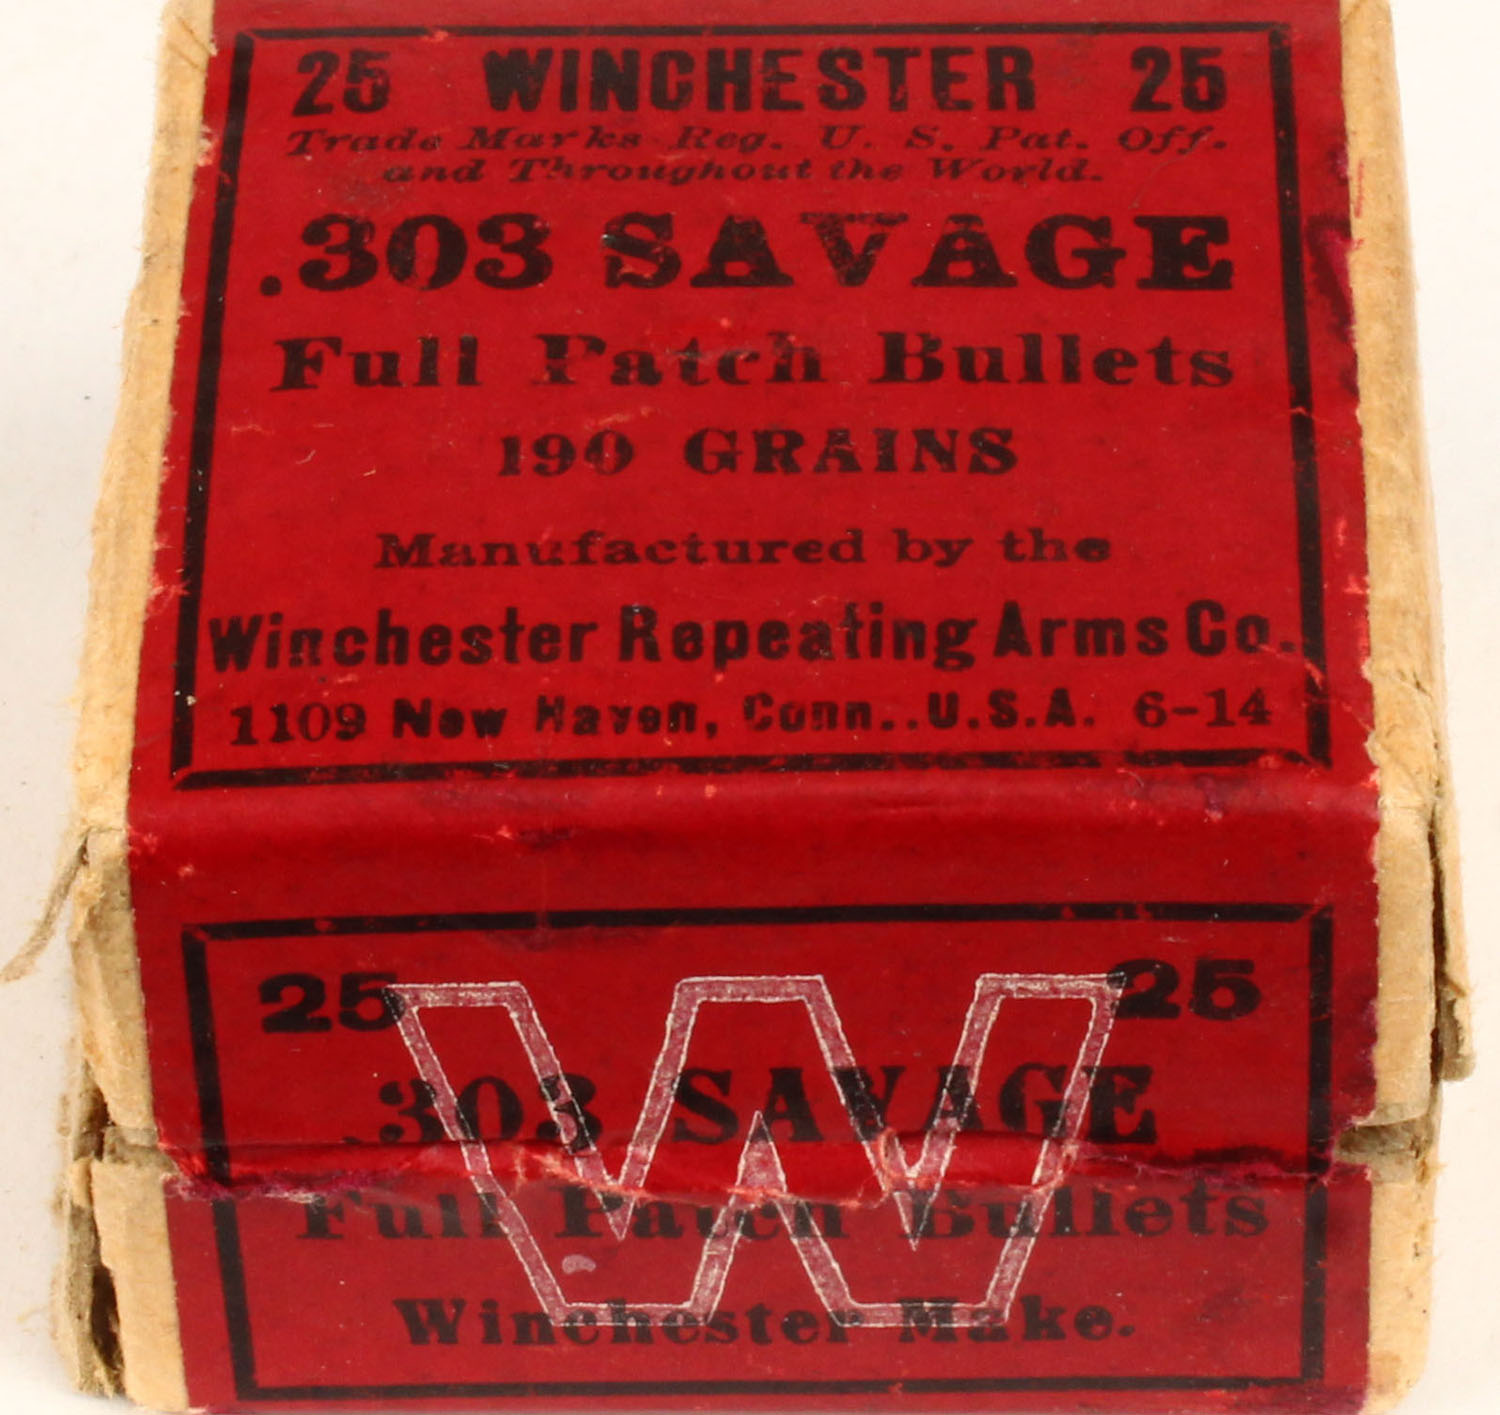 25 WINCHESTER 25
Trade Marks Reg. U. S. Pat. Off.
and Throughout the World.
.303 SAVAGE
Full Patch Bullets
190 GRAINS
Manufactured by the
Winchester Repeating Arms Co.
1109 New Haven, Conn., U.S.A. 6-14
25 W 25
.303 SAVAGE
Full Patch Bullets
Winchester Make.